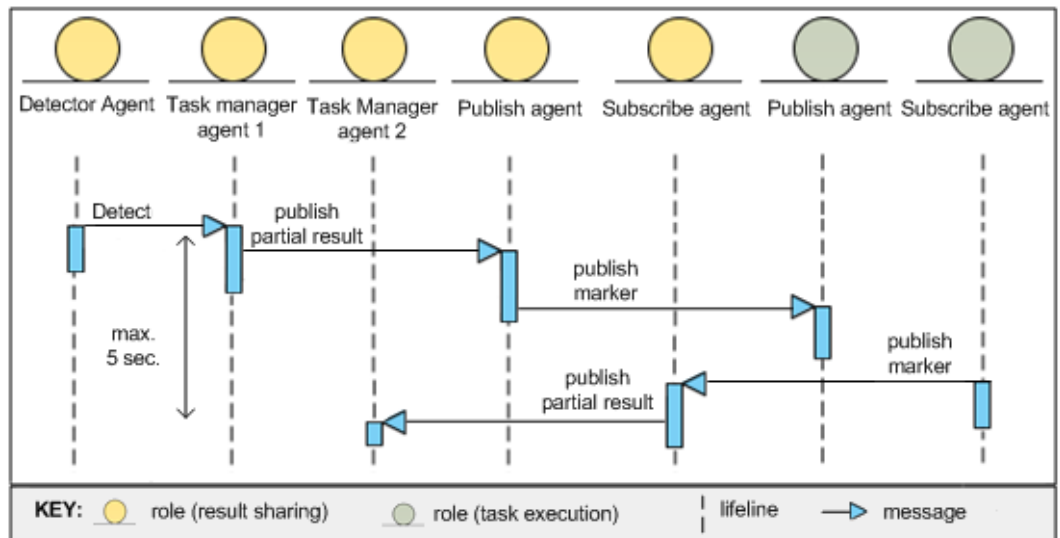 Detector Agent
Task manager
agent 1
Task Manager
agent 2
Publish agent
Subscribe agent
Publish agent
Subscribe agent
Detect
publish
partial result
publish
marker
max.
5 sec.
publish
marker
publish
partial result
KEY:
role (result sharing)
role (task execution)
lifeline
message